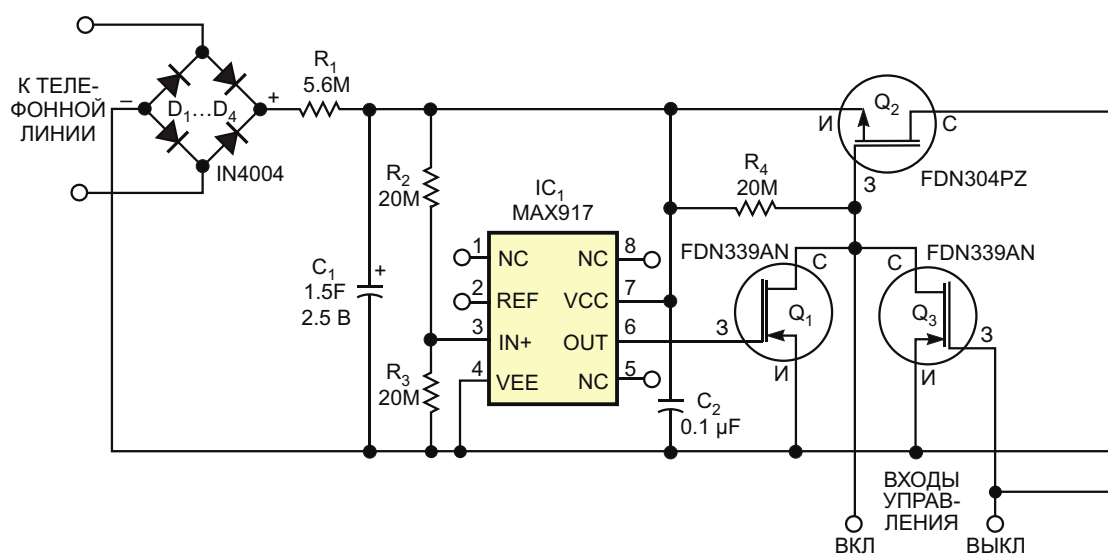 К ТЕЛЕ-
ФОННОЙ
ЛИНИИ
–
D1...D4
+
IN4004
R1
5.6M
R2
20M
R3
20M
C1
1.5F
2.5 В
+
IC1
MAX917
1
NC
2
REF
3
IN+
4
VEE
8
NC
7
VCC
6
OUT
5
NC
C2
0.1 µF
R4
20M
И
Q2
С
З
FDN304PZ
FDN339AN
С
Q1
З
И
FDN339AN
С
Q3
З
И
ВХОДЫ
УПРАВ-
ЛЕНИЯ
ВКЛ
ВЫКЛ